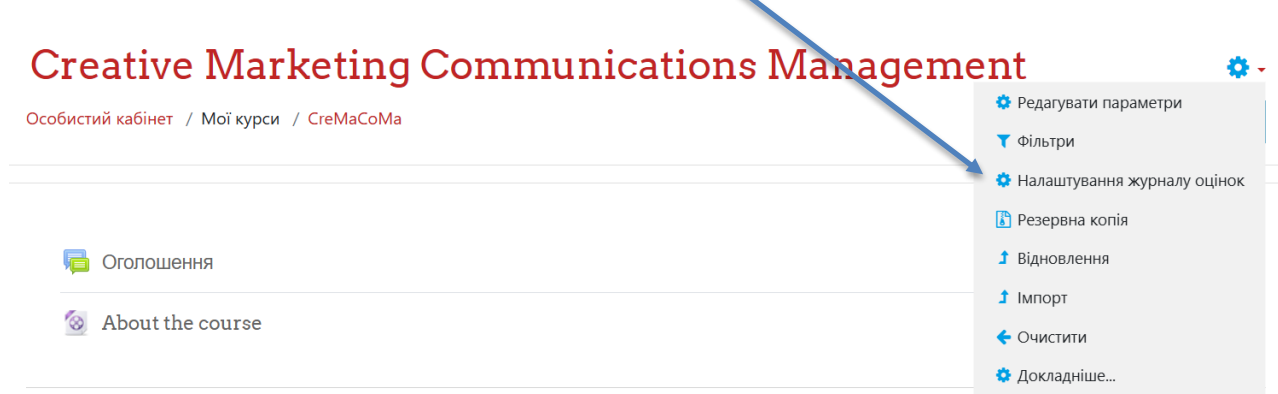 Creative Marketing Communications Management
Особистий кабінет / Мої курси / CreMaCoMa
Редагувати параметри
Фільтри
Налаштування журналу оцінок
Резервна копія
Відновлення
Імпорт
Очистити
Докладніше...
Оголошення
About the course